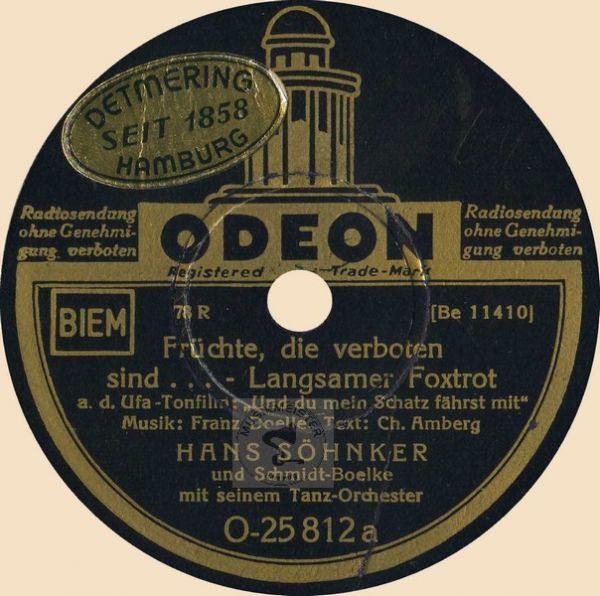 DETMERING
SEIT 1858
HAMBURG
Radiosendung
ohne Genehmi-
gung verboten
ODEON
Radiosendung
ohne Genehmi-
gung verboten
Registered Trade-Mark
BIEM
78 R
[Be 11410]
Früchte, die verboten
sind . . . - Langsamer Foxtrot
a. d. Ufa-Tonfilm: „Und du mein Schatz fährst mit"
Musik: Franz Doelle, Text: Ch. Amberg
HANS SÖHNKER
und Schmidt-Boelke
mit seinem Tanz-Orchester
O-25812a
MUSIKMEISTER